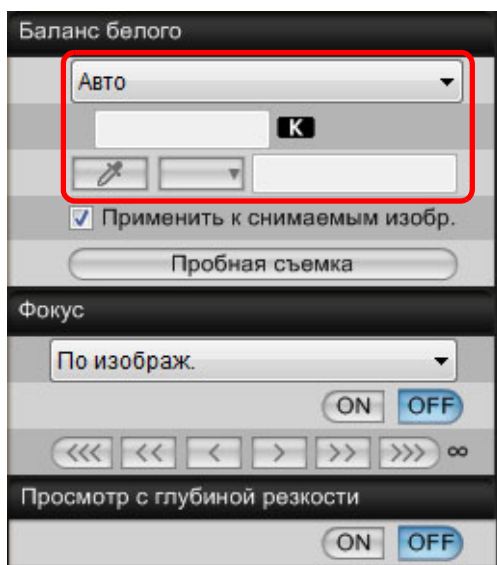 Баланс белого
Авто
K
Применить к снимаемым изобр.
Пробная съемка
Фокус
По изображ.
ON OFF
<<< << < > >> >>> ∞
Просмотр с глубиной резкости
ON OFF